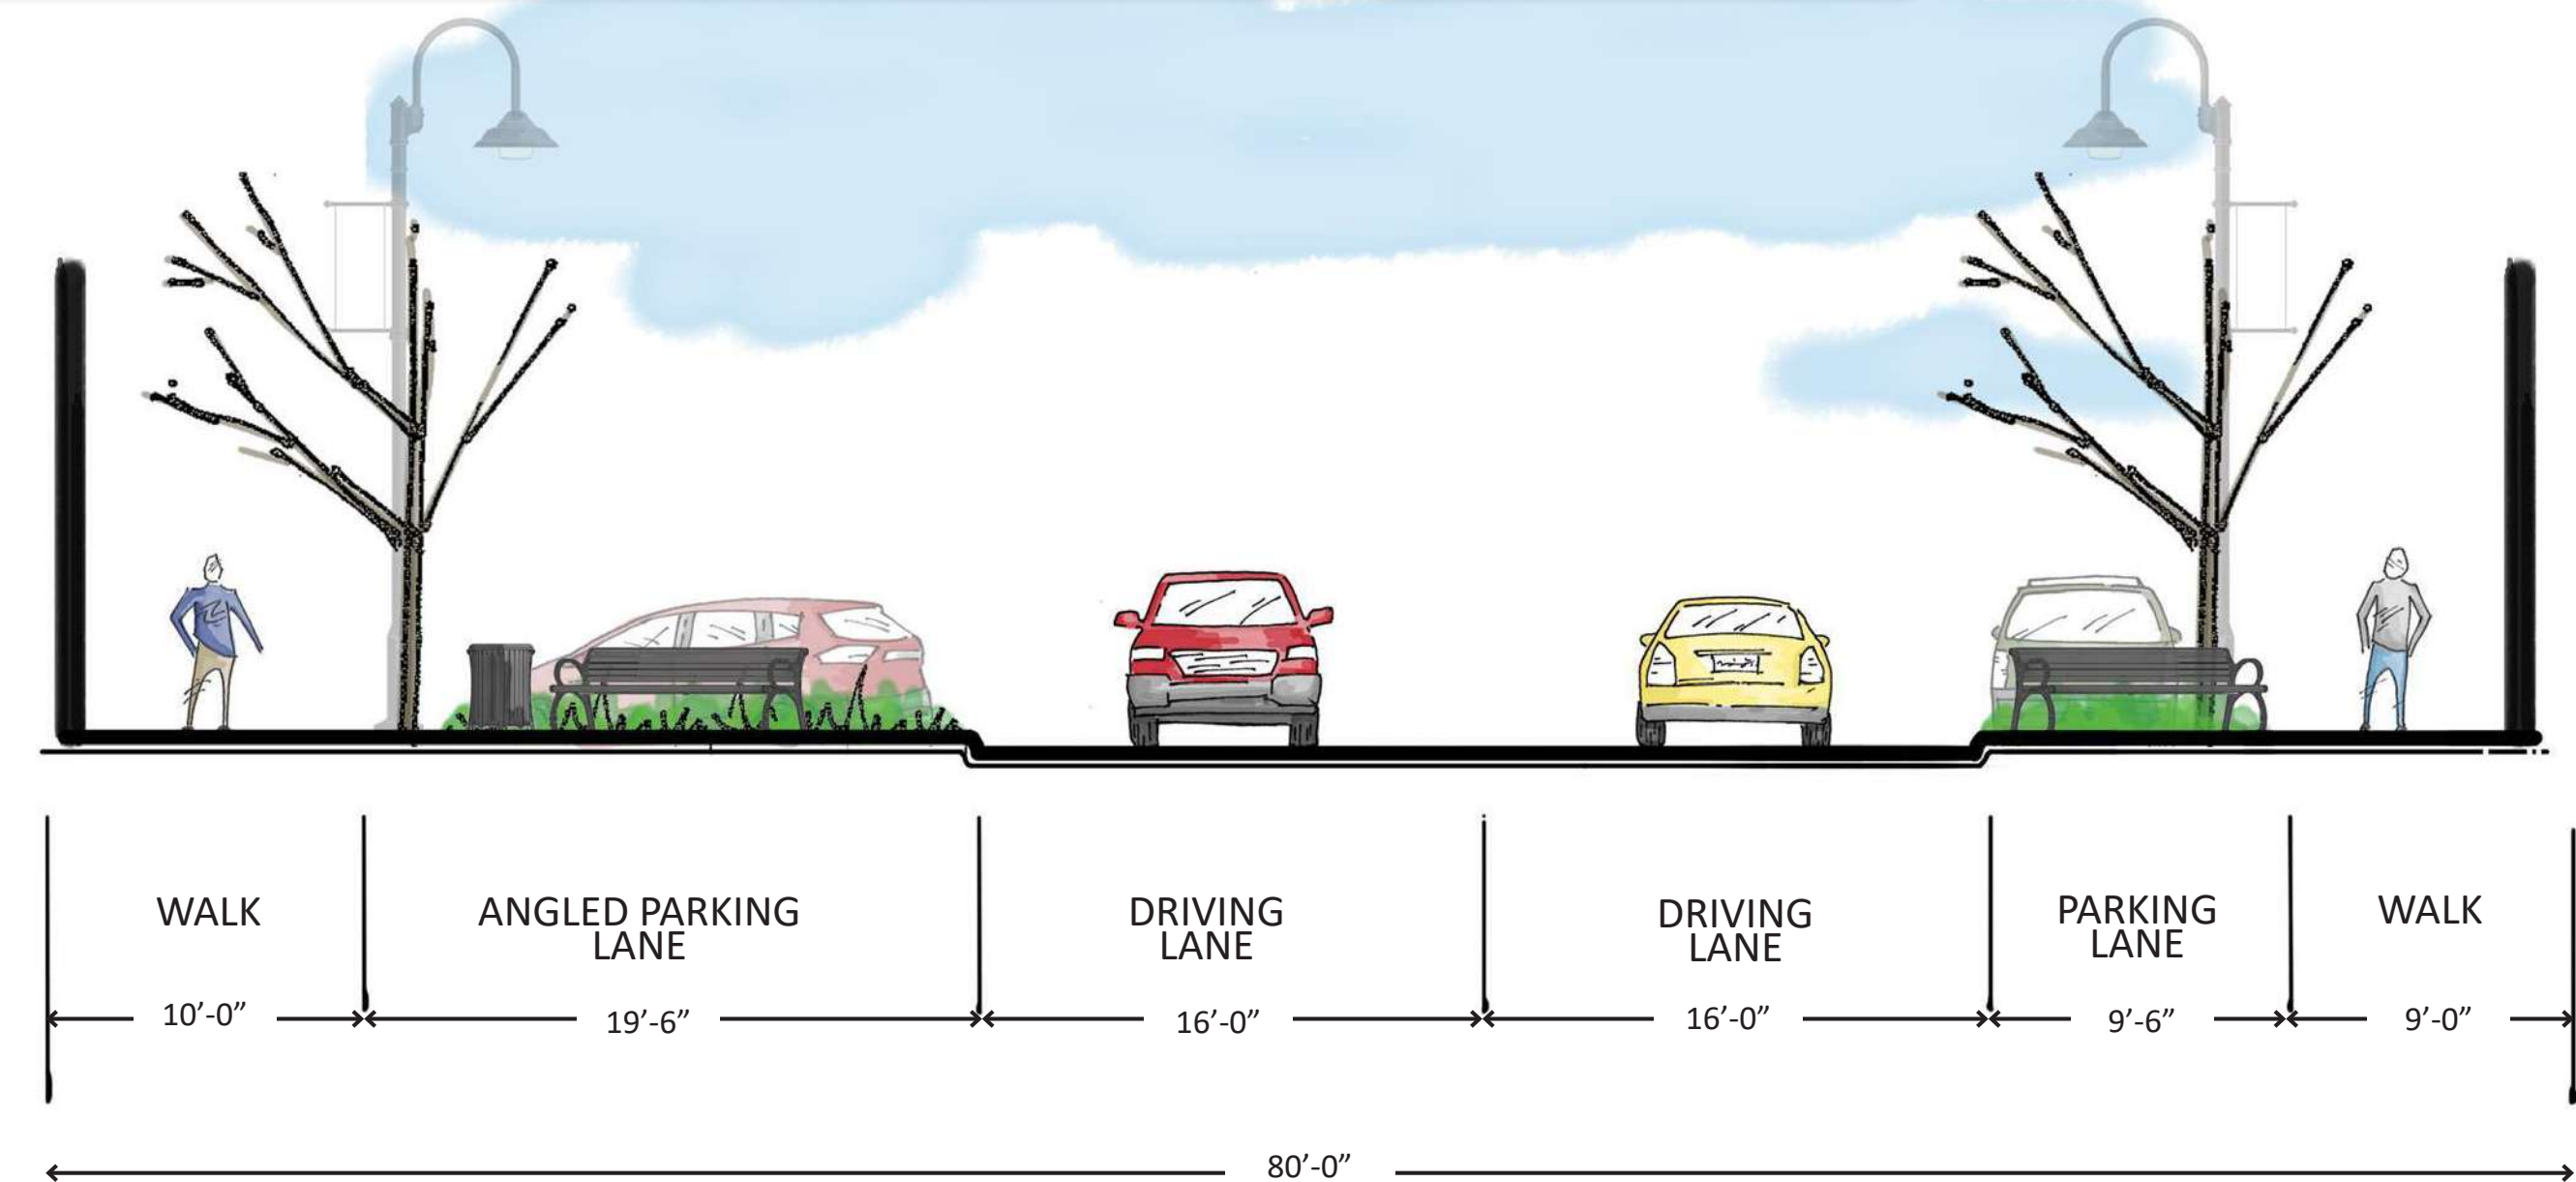 WALK
ANGLED PARKING
LANE
DRIVING
LANE
DRIVING
LANE
PARKING
LANE
WALK
10’-0”
19’-6”
16’-0”
16’-0”
9’-6”
9’-0”
80’-0”